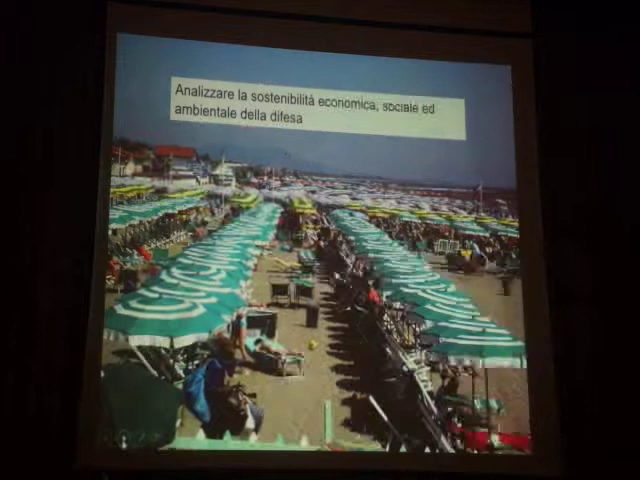 Analizzare la sostenibilità economica, sociale ed
ambientale della difesa